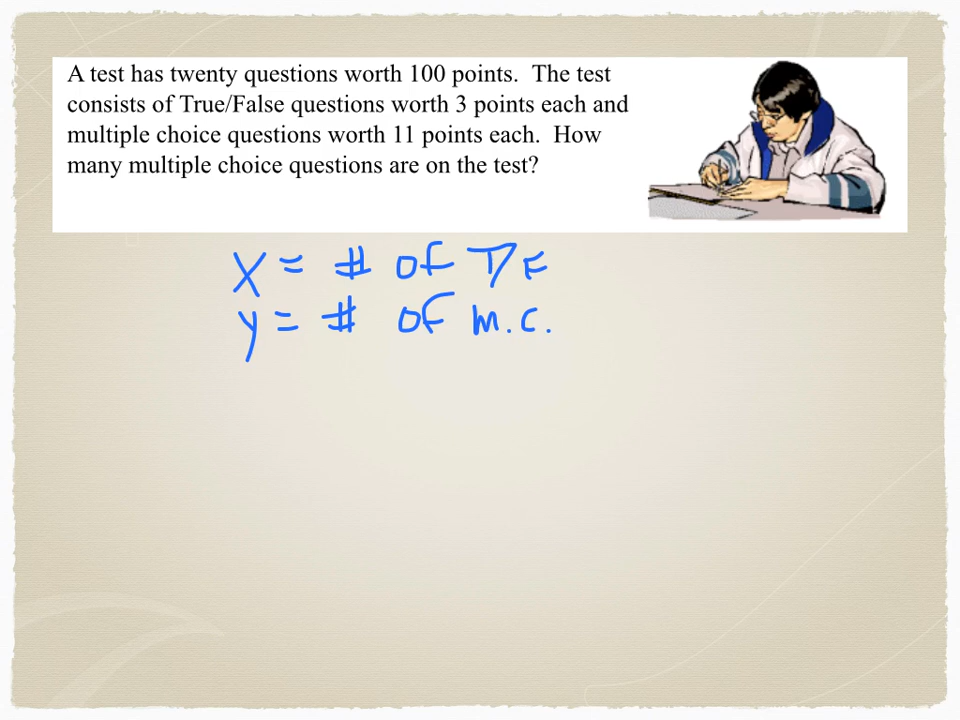 A test has twenty questions worth 100 points. The test
consists of True/False questions worth 3 points each and
multiple choice questions worth 11 points each. How
many multiple choice questions are on the test?
X = # of T/F
y = # of m.c.